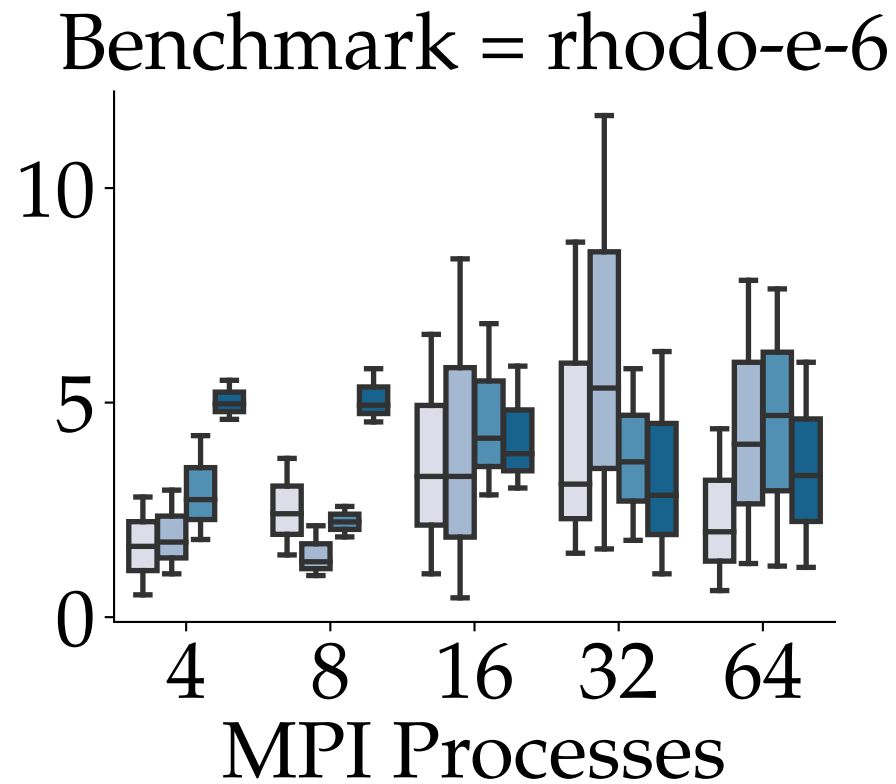 Benchmark = rhodo-e-6
10
5
0
4 8 16 32 64
MPI Processes